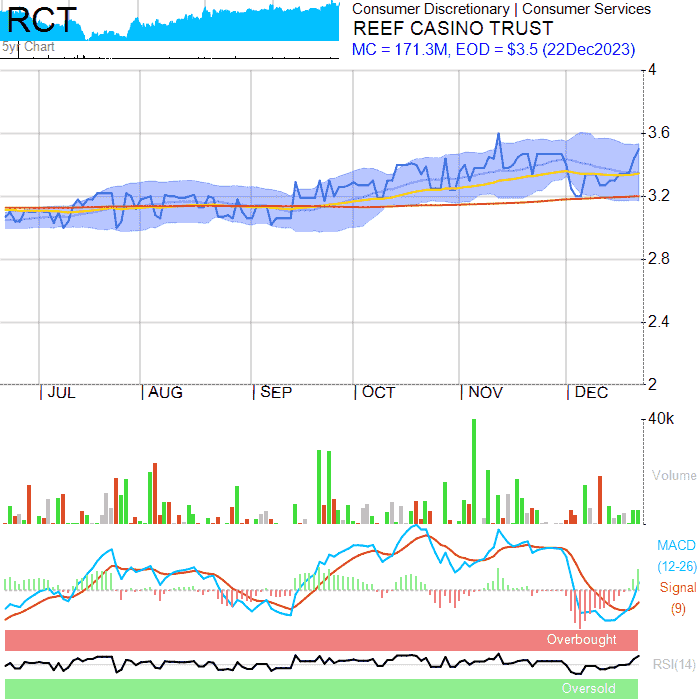 RCT
Consumer Discretionary | Consumer Services
REEF CASINO TRUST
5yr Chart
MC = 171.3M, EOD = $3.5 (22Dec2023)
4
3.6
3.2
2.8
2.4
2
JUL AUG SEP OCT NOV DEC
40k
Volume
MACD
(12-26)
Signal
(9)
Overbought
RSI(14)
Oversold